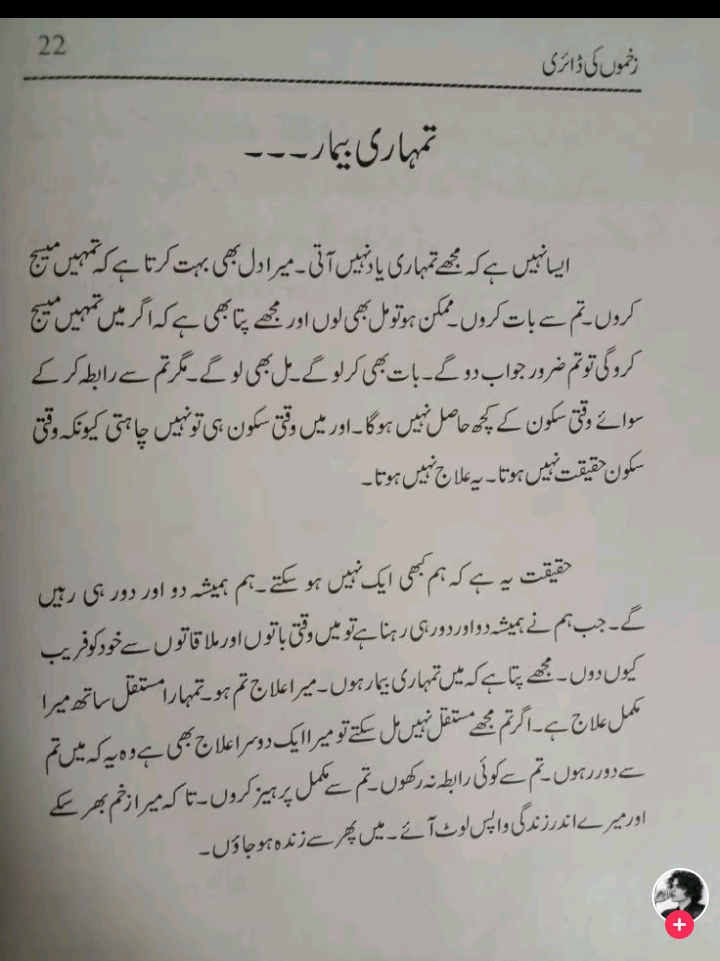 22
زخموں کی ڈائری
تمہاری بیمار۔۔۔
ایسا نہیں ہے کہ مجھے تمہاری یاد نہیں آتی۔ میرا دل بھی بہت کرتا ہے کہ تمہیں میسج
کروں۔ تم سے بات کروں۔ ممکن ہو تو مل بھی لوں اور مجھے پتا بھی ہے کہ اگر میں تمہیں میسج
کروگی تو تم ضرور جواب دو گے۔ بات بھی کر لو گے۔ مل بھی لو گے۔ مگر تم سے رابطہ کر کے
سوائے وقتی سکون کے کچھ حاصل نہیں ہوگا۔ اور میں وقتی سکون ہی تو نہیں چاہتی کیونکہ وقتی
سکون حقیقت نہیں ہوتا۔ یہ علاج نہیں ہوتا۔
حقیقت یہ ہے کہ ہم کبھی ایک نہیں ہو سکتے۔ ہم ہمیشہ دو اور دور ہی رہیں
گے۔ جب ہم نے ہمیشہ دو اور دور ہی رہنا ہے تو میں وقتی باتوں اور ملاقاتوں سے خود کو فریب
کیوں دوں۔ مجھے پتا ہے کہ میں تمہاری بیمار ہوں۔ میرا علاج تم ہو۔ تمہارا مستقل ساتھ میرا
مکمل علاج ہے۔ اگر تم مجھے مستقل نہیں مل سکتے تو میرا ایک دوسرا علاج بھی ہے وہ یہ کہ میں تم
سے دور رہوں۔ تم سے کوئی رابطہ نہ رکھوں۔ تم سے مکمل پرہیز کروں۔ تا کہ میرا زخم بھر سکے
اور میرے اندر زندگی واپس لوٹ آئے۔ میں پھر سے زندہ ہو جاؤں۔